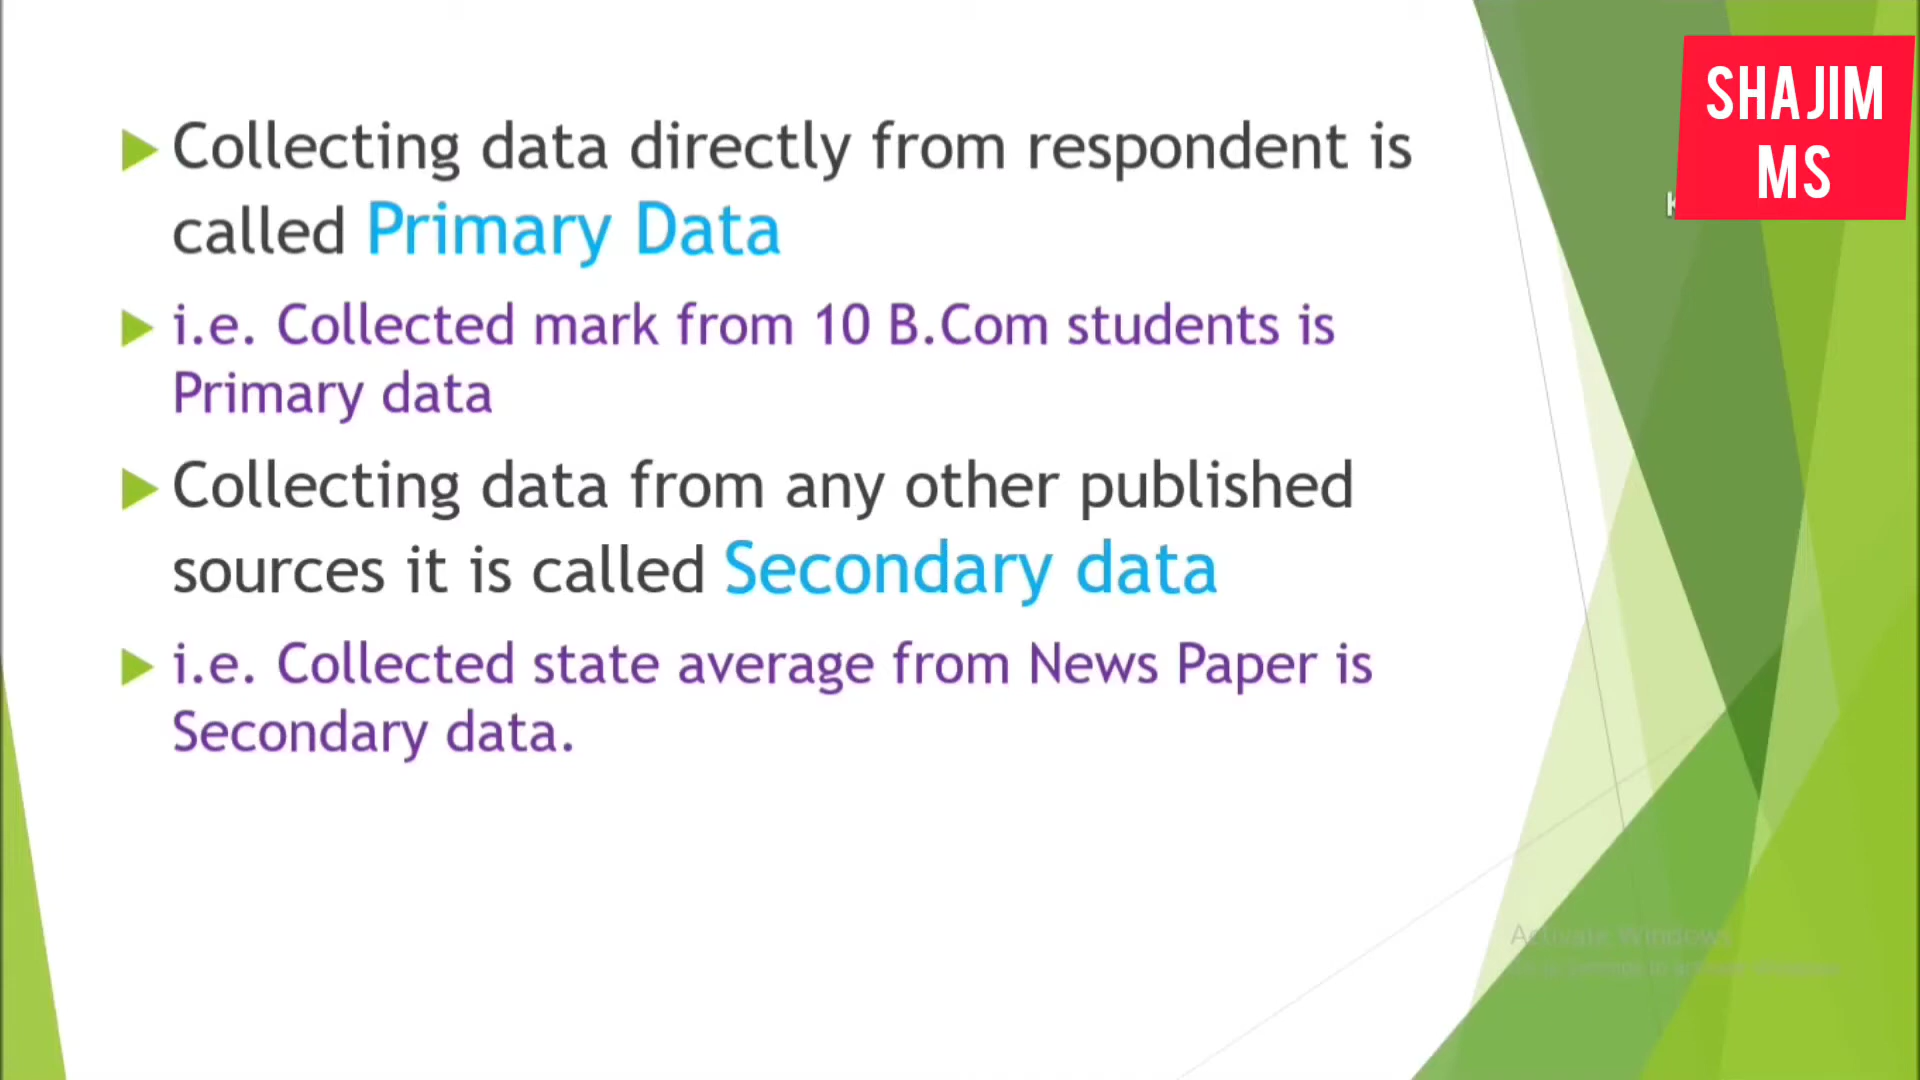 SHAJIM
MS
Collecting data directly from respondent is
called Primary Data
i.e. Collected mark from 10 B.Com students is
Primary data
Collecting data from any other published
sources it is called Secondary data
i.e. Collected state average from News Paper is
Secondary data.
Activate Windows